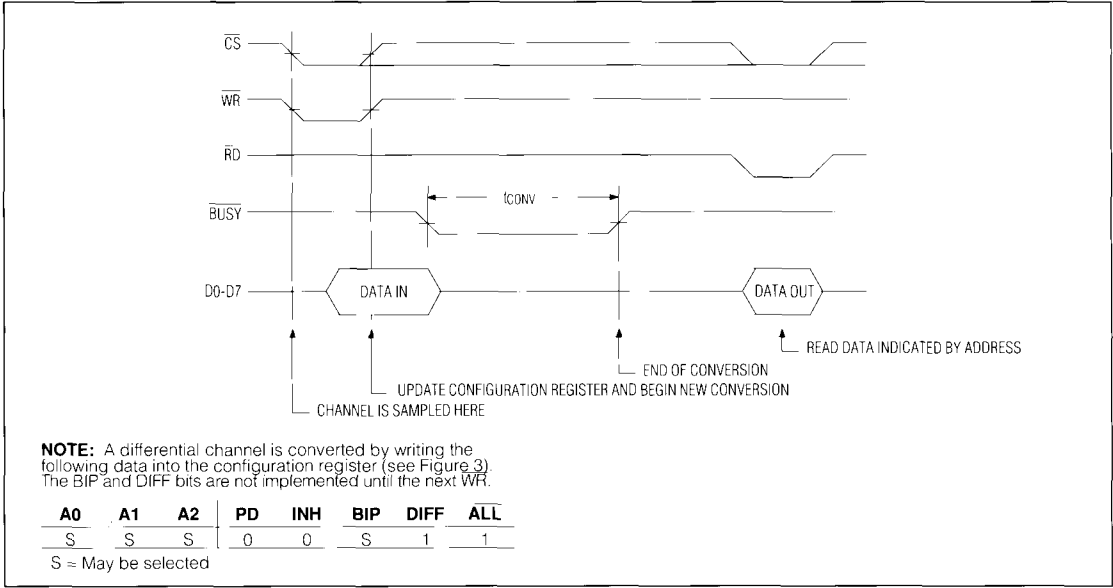 CS
WR
RD
BUSY
tCONV
D0-D7
DATA IN
DATA OUT
READ DATA INDICATED BY ADDRESS
END OF CONVERSION
UPDATE CONFIGURATION REGISTER AND BEGIN NEW CONVERSION
CHANNEL IS SAMPLED HERE
NOTE: A differential channel is converted by writing the
following data into the configuration register (see Figure 3).
The BIP and DIFF bits are not implemented until the next W̅R̅.
A0 A1 A2 PD INH BIP DIFF A̅L̅L̅
S S S 0 0 S 1 1
S = May be selected